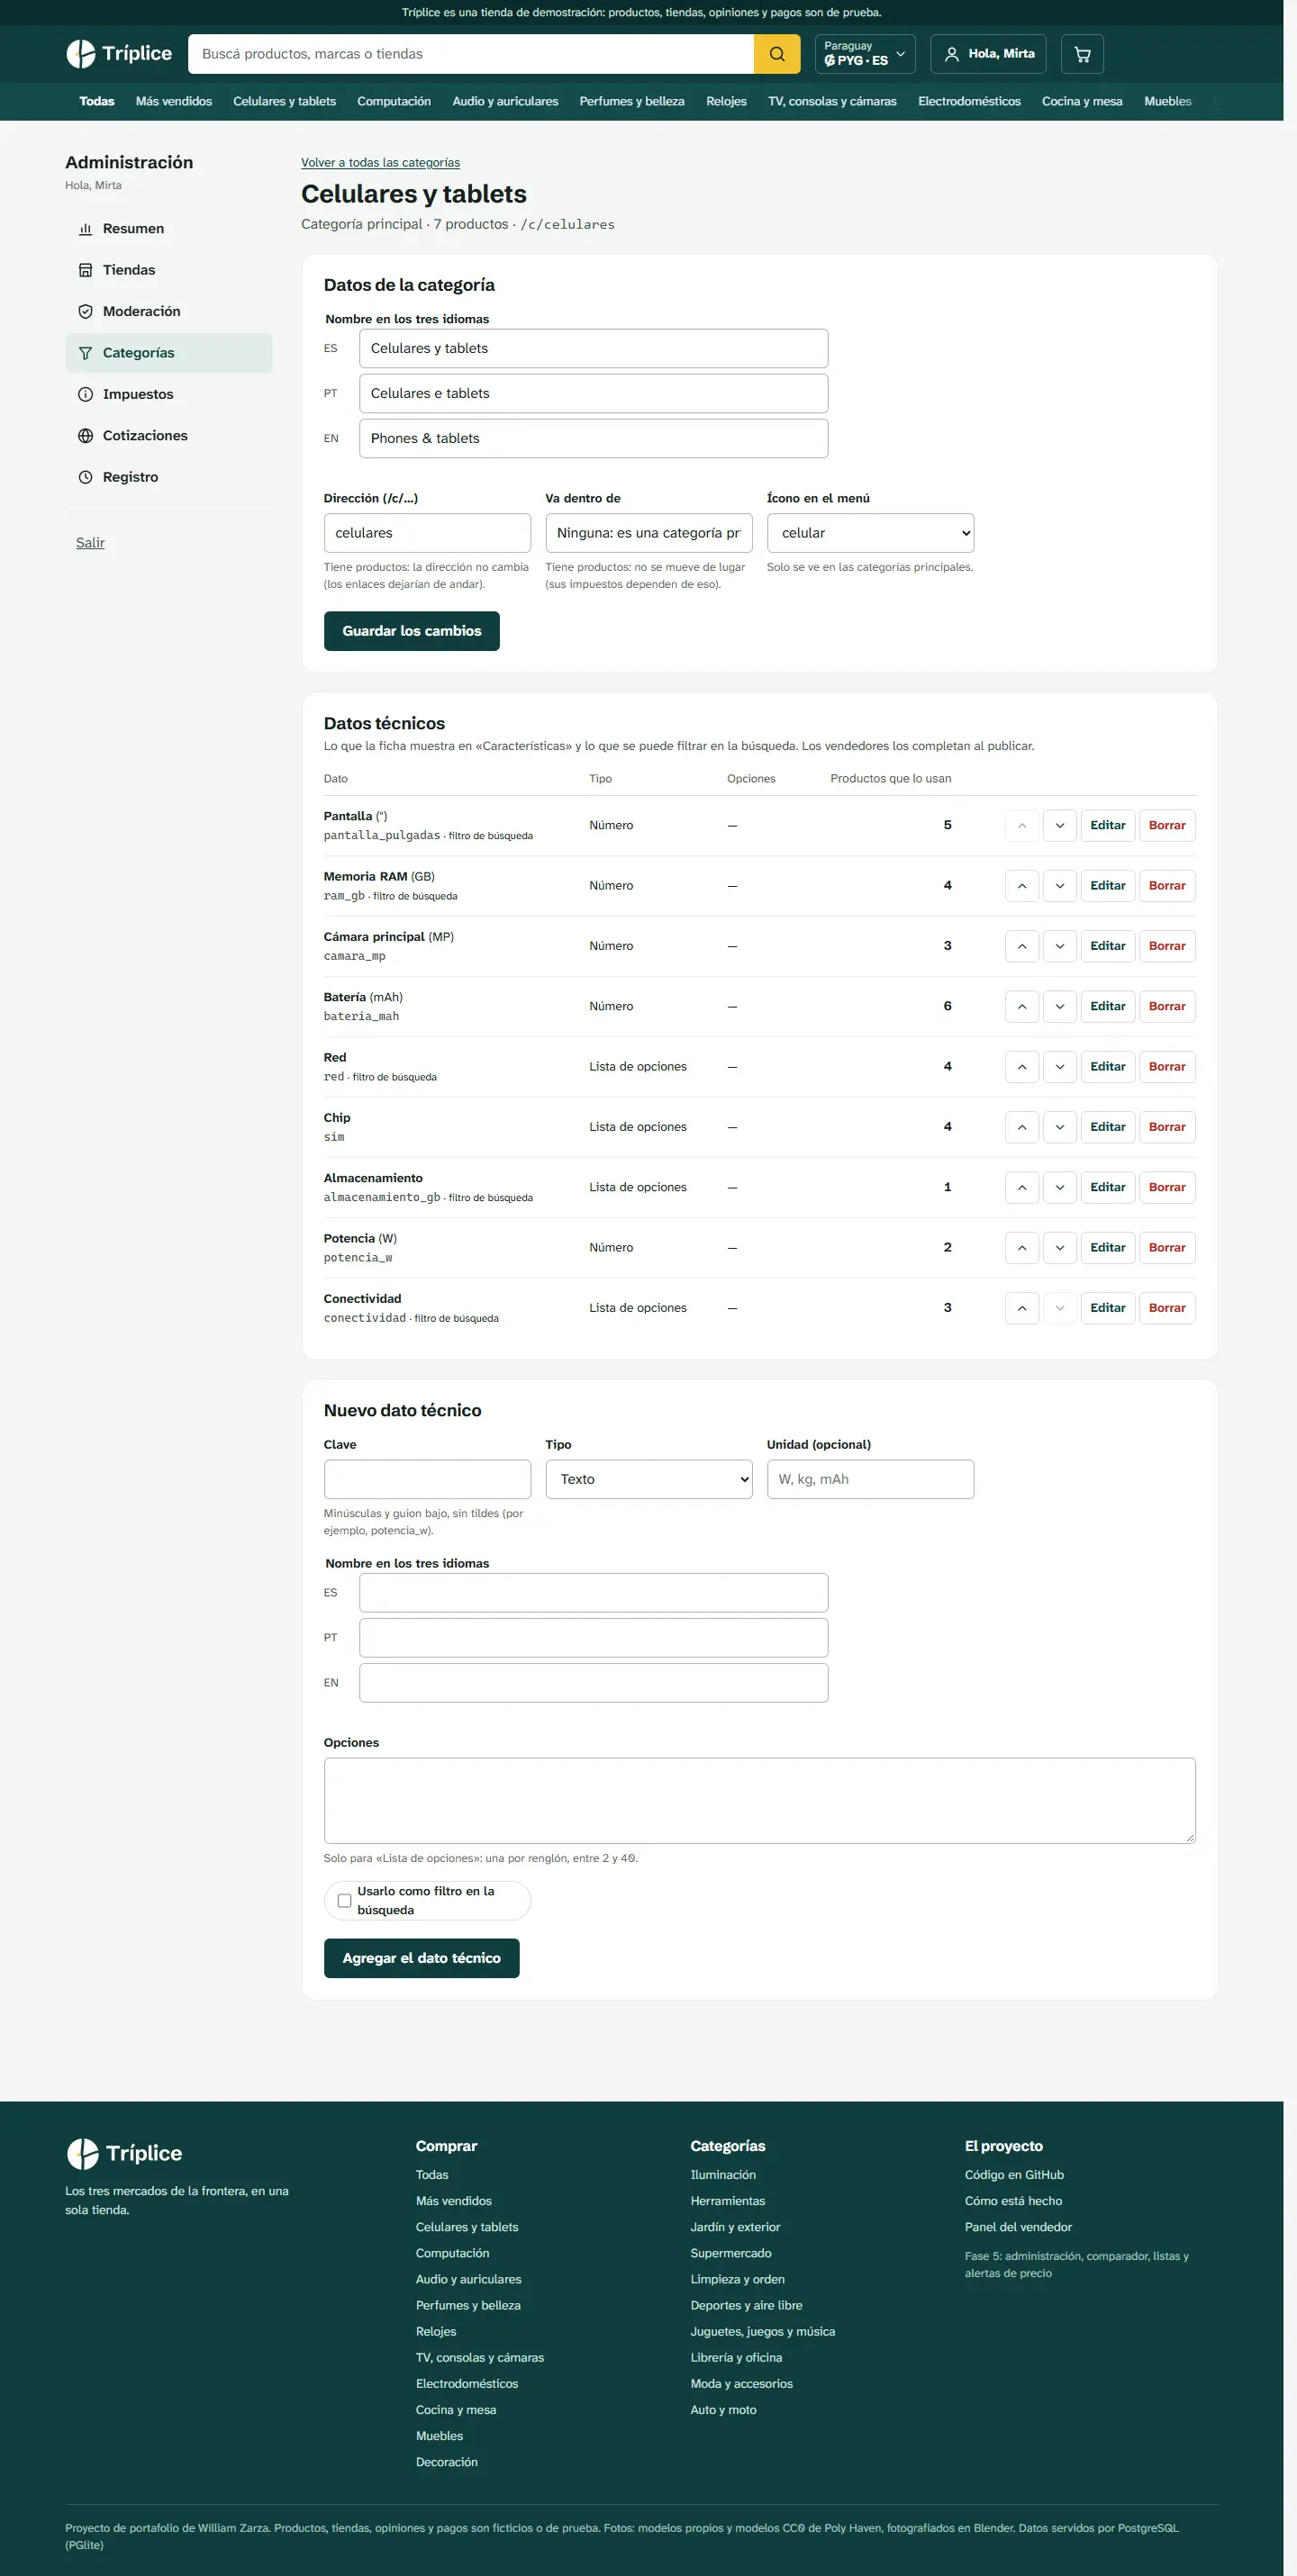 Tríplice es una tienda de demostración: productos, tiendas, opiniones y pagos son de prueba.
Tríplice
Buscá productos, marcas o tiendas
Paraguay
₲ PYG · ES
Hola, Mirta
Todas
Más vendidos
Celulares y tablets
Computación
Audio y auriculares
Perfumes y belleza
Relojes
TV, consolas y cámaras
Electrodomésticos
Cocina y mesa
Muebles
Administración
Hola, Mirta
Resumen
Tiendas
Moderación
Categorías
Impuestos
Cotizaciones
Registro
Salir
Volver a todas las categorías
Celulares y tablets
Categoría principal · 7 productos · /c/celulares
Datos de la categoría
Nombre en los tres idiomas
ES
Celulares y tablets
PT
Celulares e tablets
EN
Phones & tablets
Dirección (/c/...)
Va dentro de
Ícono en el menú
celulares
Ninguna: es una categoría pr
celular
Tiene productos: la dirección no cambia
(los enlaces dejarían de andar).
Tiene productos: no se mueve de lugar
(sus impuestos dependen de eso).
Solo se ve en las categorías principales.
Guardar los cambios
Datos técnicos
Lo que la ficha muestra en «Características» y lo que se puede filtrar en la búsqueda. Los vendedores los completan al publicar.
Dato Tipo Opciones Productos que lo usan
Pantalla (")
pantalla_pulgadas · filtro de búsqueda
Número — 5 Editar Borrar
Memoria RAM (GB)
ram_gb · filtro de búsqueda
Número — 4 Editar Borrar
Cámara principal (MP)
camara_mp
Número — 3 Editar Borrar
Batería (mAh)
bateria_mah
Número — 6 Editar Borrar
Red
red · filtro de búsqueda
Lista de opciones — 4 Editar Borrar
Chip
sim
Lista de opciones — 4 Editar Borrar
Almacenamiento
almacenamiento_gb · filtro de búsqueda
Lista de opciones — 1 Editar Borrar
Potencia (W)
potencia_w
Número — 2 Editar Borrar
Conectividad
conectividad · filtro de búsqueda
Lista de opciones — 3 Editar Borrar
Nuevo dato técnico
Clave
Tipo
Unidad (opcional)
Texto
W, kg, mAh
Minúsculas y guion bajo, sin tildes (por
ejemplo, potencia_w).
Nombre en los tres idiomas
ES
PT
EN
Opciones
Solo para «Lista de opciones»: una por renglón, entre 2 y 40.
Usarlo como filtro en la
búsqueda
Agregar el dato técnico
Tríplice
Los tres mercados de la frontera, en una
sola tienda.
Comprar
Todas
Más vendidos
Celulares y tablets
Computación
Audio y auriculares
Perfumes y belleza
Relojes
TV, consolas y cámaras
Electrodomésticos
Cocina y mesa
Muebles
Decoración
Categorías
Iluminación
Herramientas
Jardín y exterior
Supermercado
Limpieza y orden
Deportes y aire libre
Juguetes, juegos y música
Librería y oficina
Moda y accesorios
Auto y moto
El proyecto
Código en GitHub
Cómo está hecho
Panel del vendedor
Fase 5: administración, comparador, listas y
alertas de precio
Proyecto de portafolio de William Zarza. Productos, tiendas, opiniones y pagos son ficticios o de prueba. Fotos: modelos propios y modelos CC0 de Poly Haven, fotografiados en Blender. Datos servidos por PostgreSQL
(PGlite)